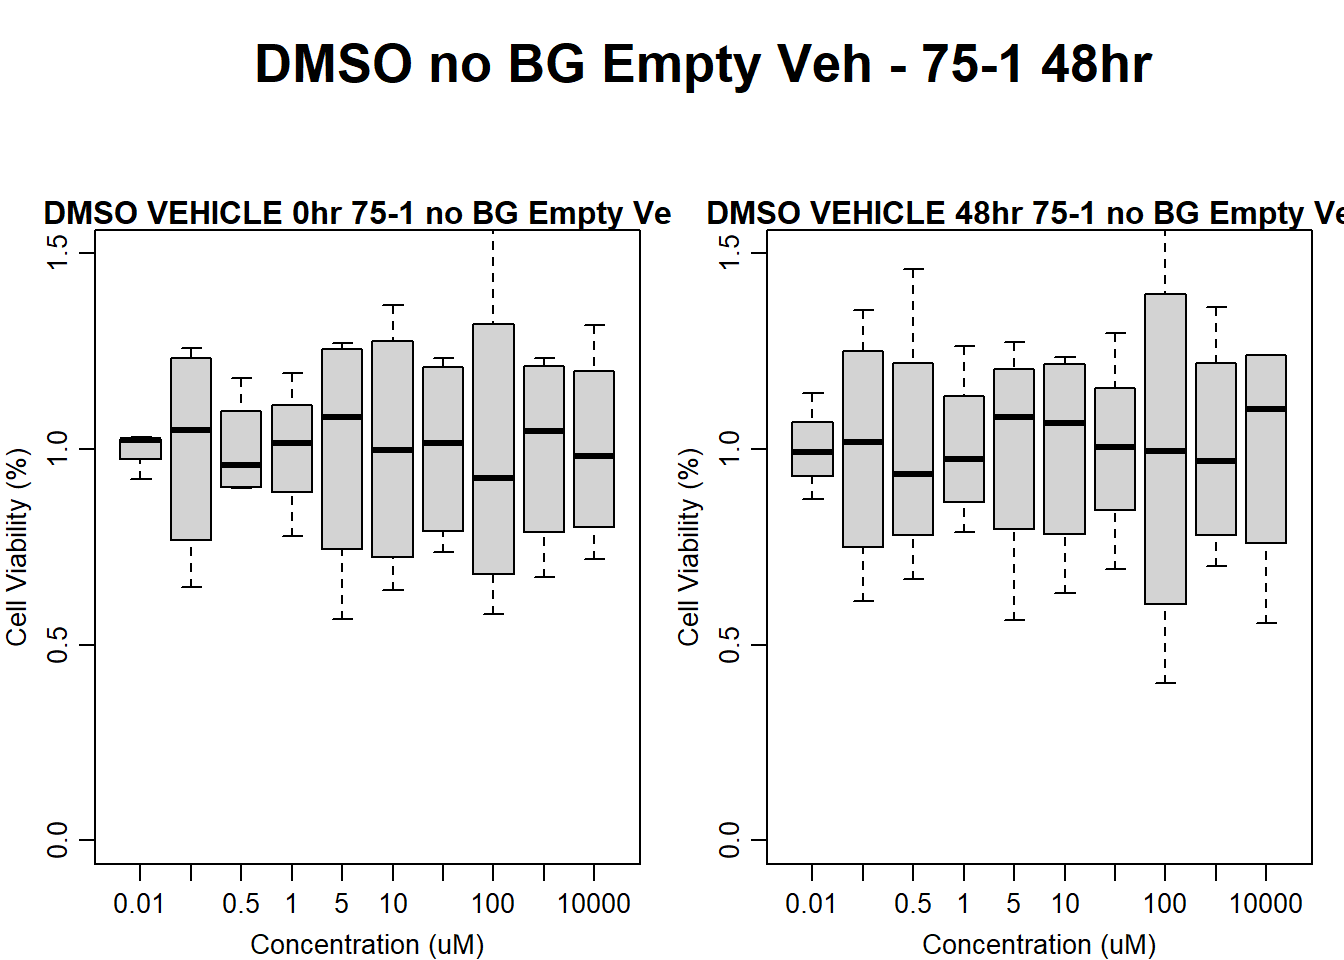 DMSO no BG Empty Veh - 75-1 48hr
DMSO VEHICLE 0hr 75-1 no BG Empty Ve
Cell Viability (%)
1.5
1.0
0.5
0.0
0.01 0.5 1 5 10 100 10000
Concentration (uM)
DMSO VEHICLE 48hr 75-1 no BG Empty Ve
Cell Viability (%)
1.5
1.0
0.5
0.0
0.01 0.5 1 5 10 100 10000
Concentration (uM)